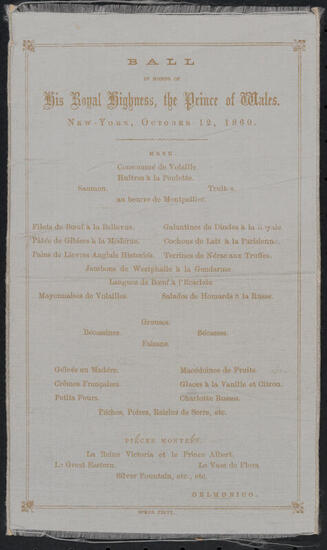 BALL
IN HONOR OF
His Royal Highness, the Prince of Wales.
NEW-YORK, OCTOBER 12, 1860.
MENU.
Consommé de Volaille.
Huîtres à la Poulette.
Saumon. Truites.
au beurre de Montpellier.
Filets de Bœuf à la Bellevue. Galantines de Dindes à la Royale.
Pâtés de Gibiers à la Moderne. Cochons de Lait à la Parisienne.
Pains de Lievres Anglais Historiés. Terrines de Nérac aux Truffes.
Jambons de Westphalie à la Gendarme.
Langues de Bœuf à l'Ecarlate
Mayonnaises de Volailles. Salades de Homards à la Russe.
Grouses.
Bécassines. Bécasses.
Faisans.
Gelées au Madère. Macédoines de Fruits.
Crêmes Françaises. Glaces à la Vanille et Citron.
Petits Fours. Charlotte Russes.
Pêches, Poires, Raisins de Serre, etc.
PIÈCES MONTÉES.
La Reine Victoria et le Prince Albert.
Le Great Eastern. Le Vase de Flora
Silver Fountain, etc., etc.
DELMONICO.